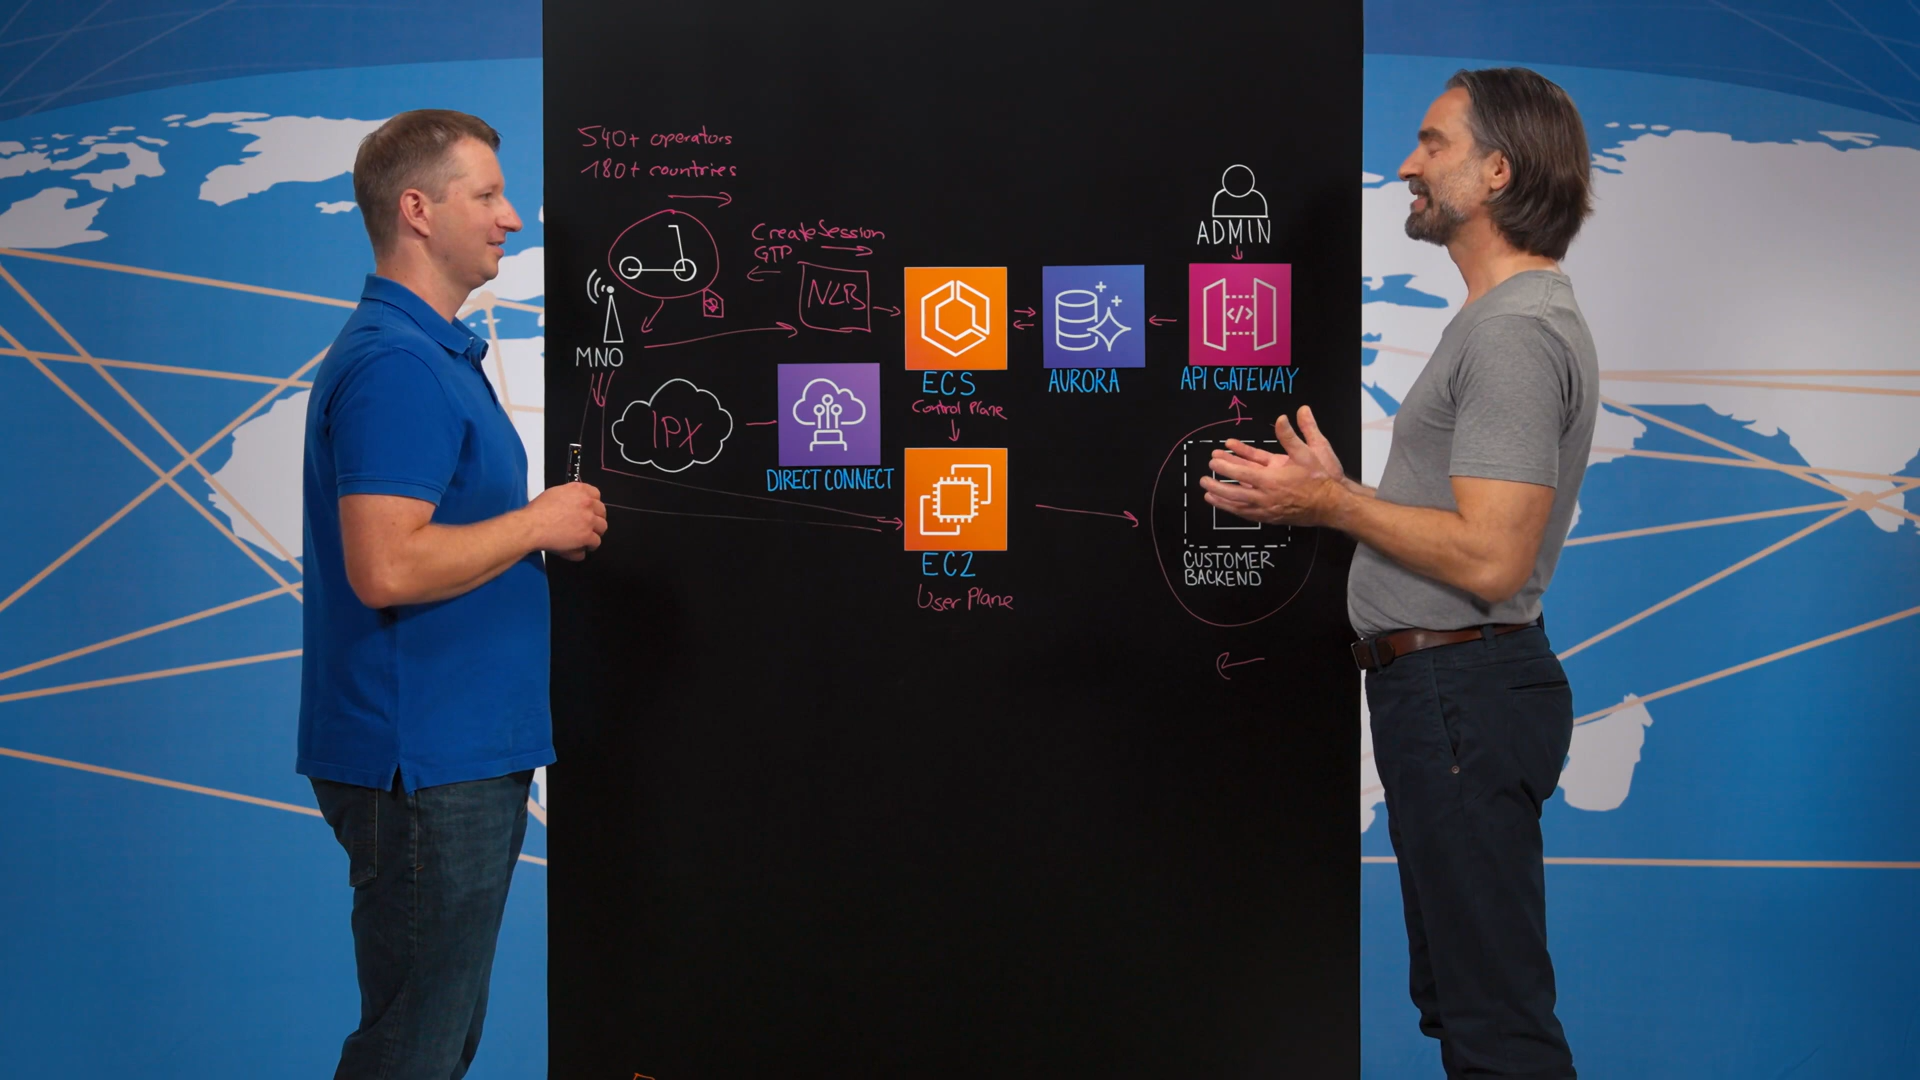 540+ operators
180+ countries
CreateSession
GTP
NLB
MNO
IPX
DIRECT CONNECT
ECS
Control Plane
EC2
User Plane
AURORA
ADMIN
</>
API GATEWAY
CUSTOMER
BACKEND